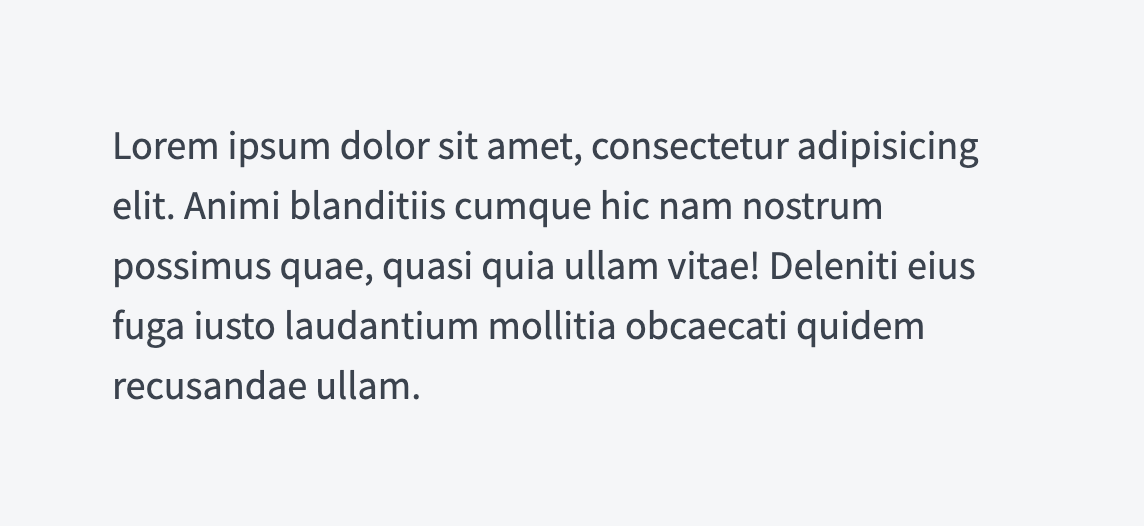 Lorem ipsum dolor sit amet, consectetur adipisicing
elit. Animi blanditiis cumque hic nam nostrum
possimus quae, quasi quia ullam vitae! Deleniti eius
fuga iusto laudantium mollitia obcaecati quidem
recusandae ullam.